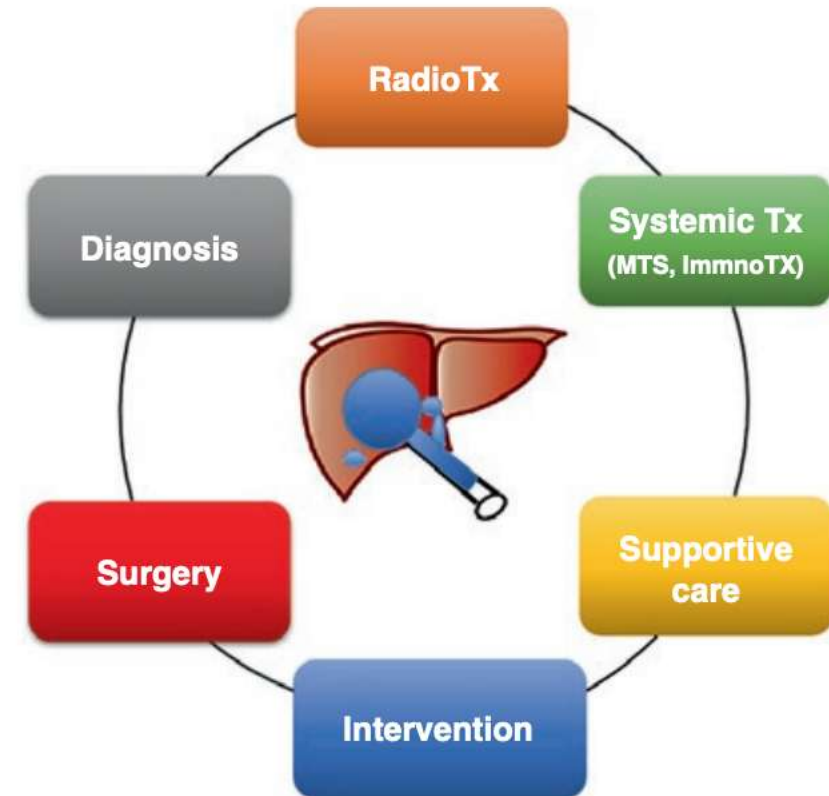 RadioTx
Diagnosis
Systemic Tx
(MTS, ImmnoTX)
Surgery
Supportive
care
Intervention